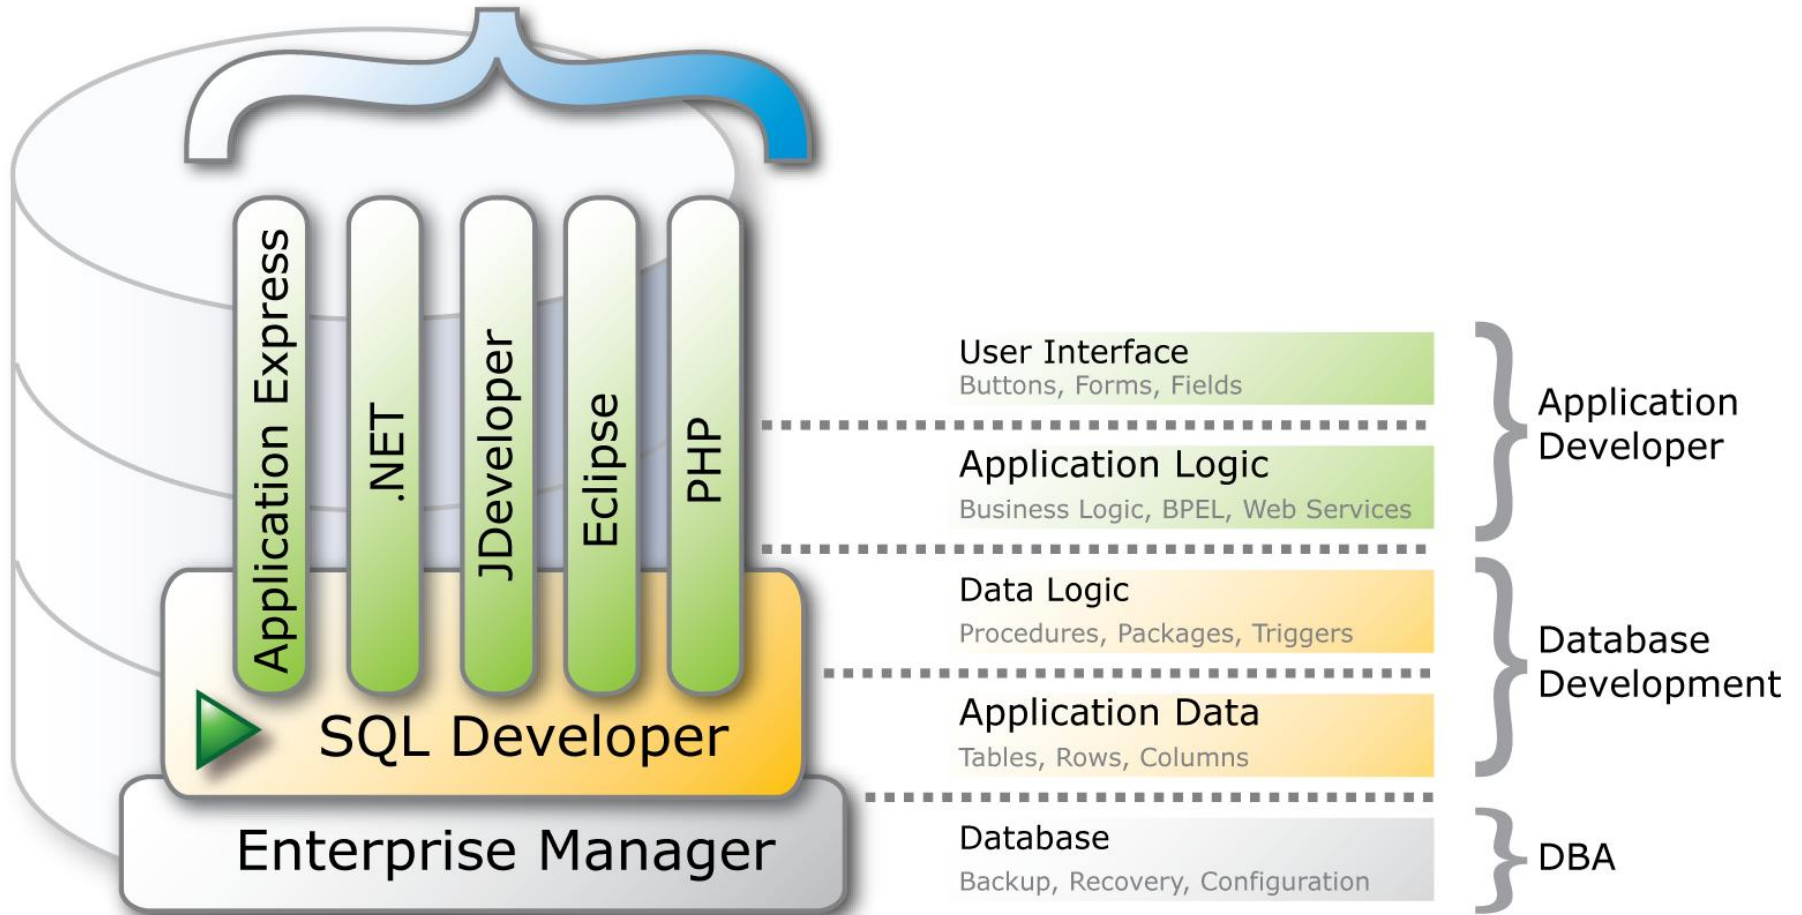 Application Express
.NET
JDeveloper
Eclipse
PHP
SQL Developer
Enterprise Manager
User Interface
Buttons, Forms, Fields
Application Logic
Business Logic, BPEL, Web Services
Data Logic
Procedures, Packages, Triggers
Application Data
Tables, Rows, Columns
Database
Backup, Recovery, Configuration
Application
Developer
Database
Development
DBA